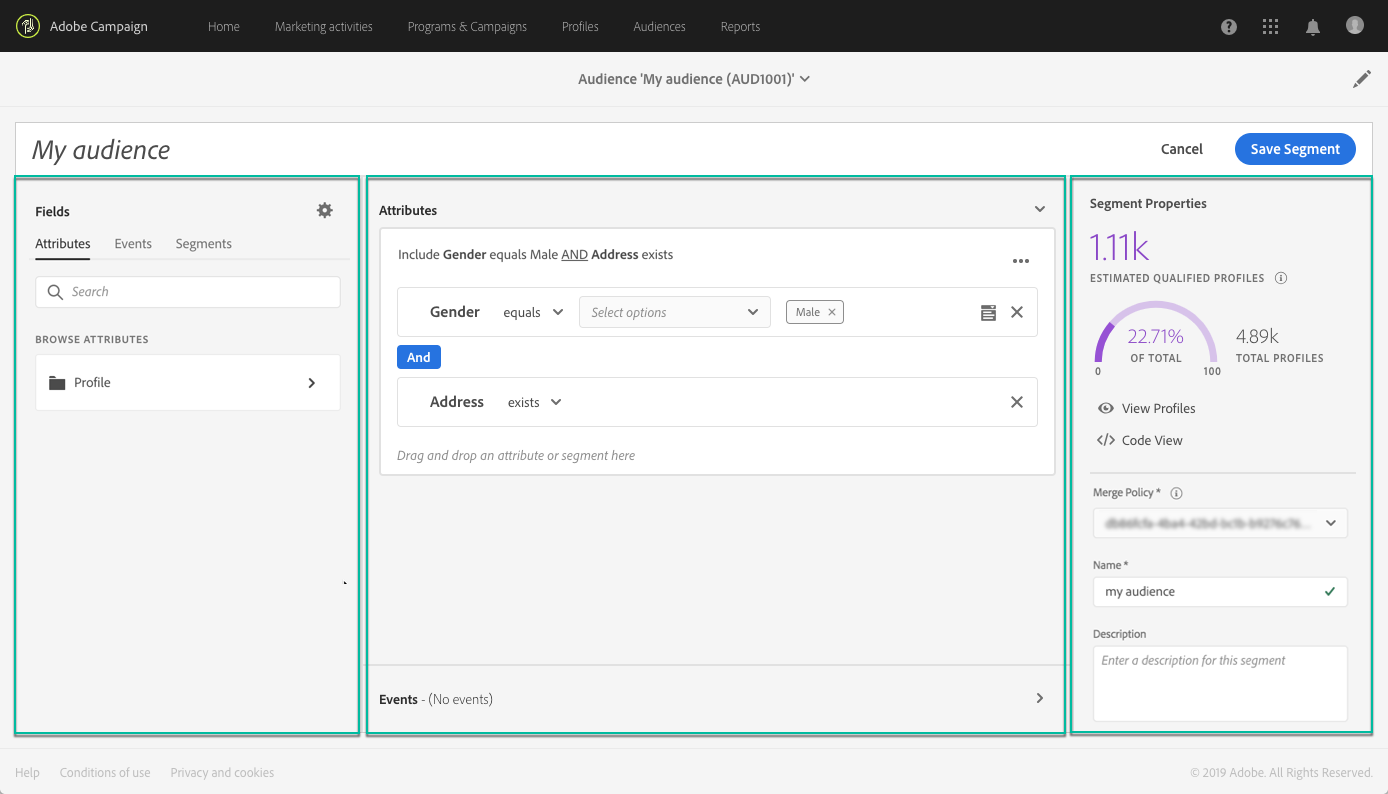 Adobe Campaign Home Marketing activities Programs & Campaigns Profiles Audiences Reports
Audience 'My audience (AUD1001)'
My audience
Cancel
Save Segment
Fields
Attributes Events Segments
Search
BROWSE ATTRIBUTES
Profile
Attributes
Include Gender equals Male AND Address exists
Gender equals Select options Male
And
Address exists
Drag and drop an attribute or segment here
Events - (No events)
Segment Properties
1.11k
ESTIMATED QUALIFIED PROFILES
22.71%
OF TOTAL
0 100
4.89k
TOTAL PROFILES
View Profiles
Code View
Merge Policy *
Name *
my audience
Description
Enter a description for this segment
Help Conditions of use Privacy and cookies
© 2019 Adobe. All Rights Reserved.